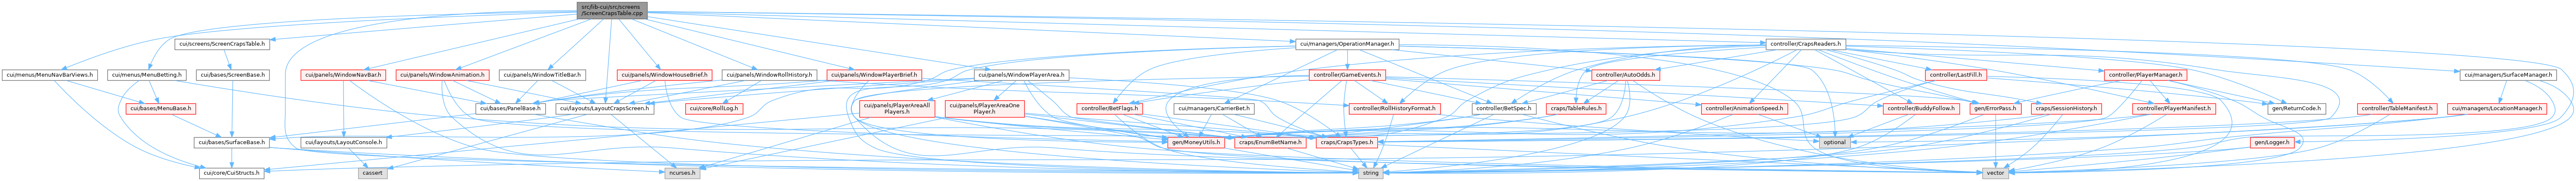 src/lib-cui/src/screens
/ScreenCrapsTable.cpp
cui/screens/ScreenCrapsTable.h
cui/managers/OperationManager.h
controller/CrapsReaders.h
cui/menus/MenuNavBarViews.h
cui/menus/MenuBetting.h
cui/bases/ScreenBase.h
cui/panels/WindowNavBar.h
cui/panels/WindowAnimation.h
cui/panels/WindowTitleBar.h
cui/panels/WindowHouseBrief.h
cui/panels/WindowRollHistory.h
cui/panels/WindowPlayerBrief.h
cui/panels/WindowPlayerArea.h
controller/GameEvents.h
controller/AutoOdds.h
controller/LastFill.h
controller/PlayerManager.h
cui/managers/SurfaceManager.h
cui/bases/MenuBase.h
cui/bases/PanelBase.h
cui/layouts/LayoutCrapsScreen.h
cui/core/RollLog.h
cui/panels/PlayerAreaAll
Players.h
cui/panels/PlayerAreaOne
Player.h
controller/RollHistoryFormat.h
controller/BetFlags.h
cui/managers/CarrierBet.h
controller/BetSpec.h
craps/TableRules.h
controller/AnimationSpeed.h
controller/BuddyFollow.h
gen/ErrorPass.h
craps/SessionHistory.h
controller/PlayerManifest.h
gen/ReturnCode.h
controller/TableManifest.h
cui/managers/LocationManager.h
cui/bases/SurfaceBase.h
cui/layouts/LayoutConsole.h
gen/MoneyUtils.h
craps/EnumBetName.h
craps/CrapsTypes.h
optional
gen/Logger.h
cui/core/CuiStructs.h
cassert
ncurses.h
string
vector